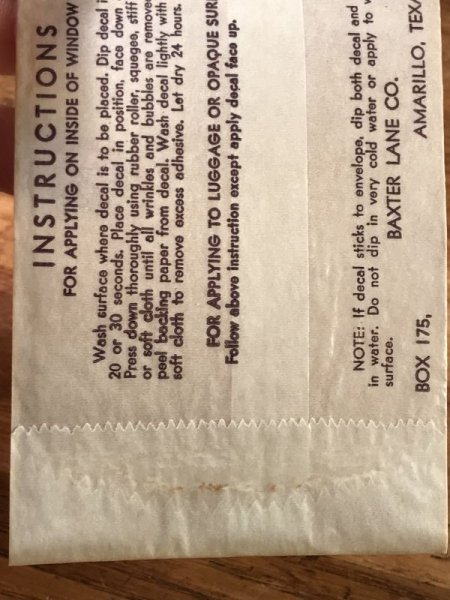 INSTRUCTIONS
FOR APPLYING ON INSIDE OF WINDOW
Wash surface where decal is to be placed. Dip decal i
20 or 30 seconds. Place decal in position, face down
Press down thoroughly using rubber roller, squegee, stiff
or soft cloth until all wrinkles and bubbles are remove
peel backing paper from decal. Wash decal lightly with
soft cloth to remove excess adhesive. Let dry 24 hours.
FOR APPLYING TO LUGGAGE OR OPAQUE SUR
Follow above instruction except apply decal face up.
NOTE: If decal sticks to envelope, dip both decal and
in water. Do not dip in very cold water or apply to
surface.
BAXTER LANE CO.
BOX 175, AMARILLO, TEX